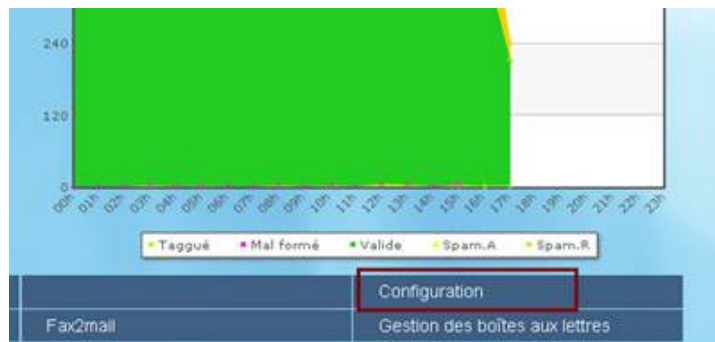 240
120
0
00h 01h 02h 03h 04h 05h 06h 07h 08h 09h 10h 11h 12h 13h 14h 15h 16h 17h 18h 19h 20h 21h 22h 23h
Taggué Mal formé Valide Spam.A Spam.R
Configuration
Fax2mail Gestion des boîtes aux lettres